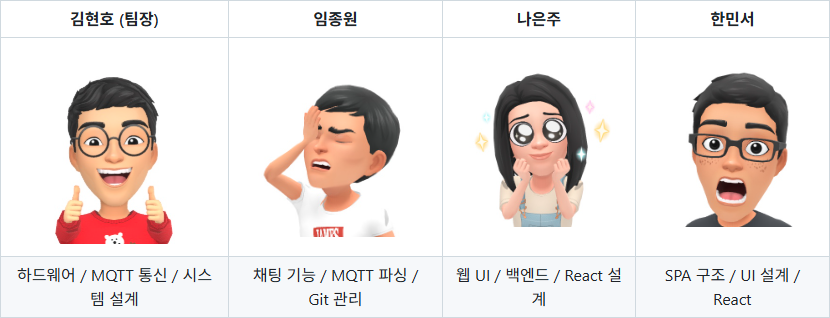 김현호 (팀장)
임종원
나은주
한민서
하드웨어 / MQTT 통신 / 시스
템 설계
채팅 기능 / MQTT 파싱 /
Git 관리
웹 UI / 백엔드 / React 설
계
SPA 구조 / UI 설계 /
React